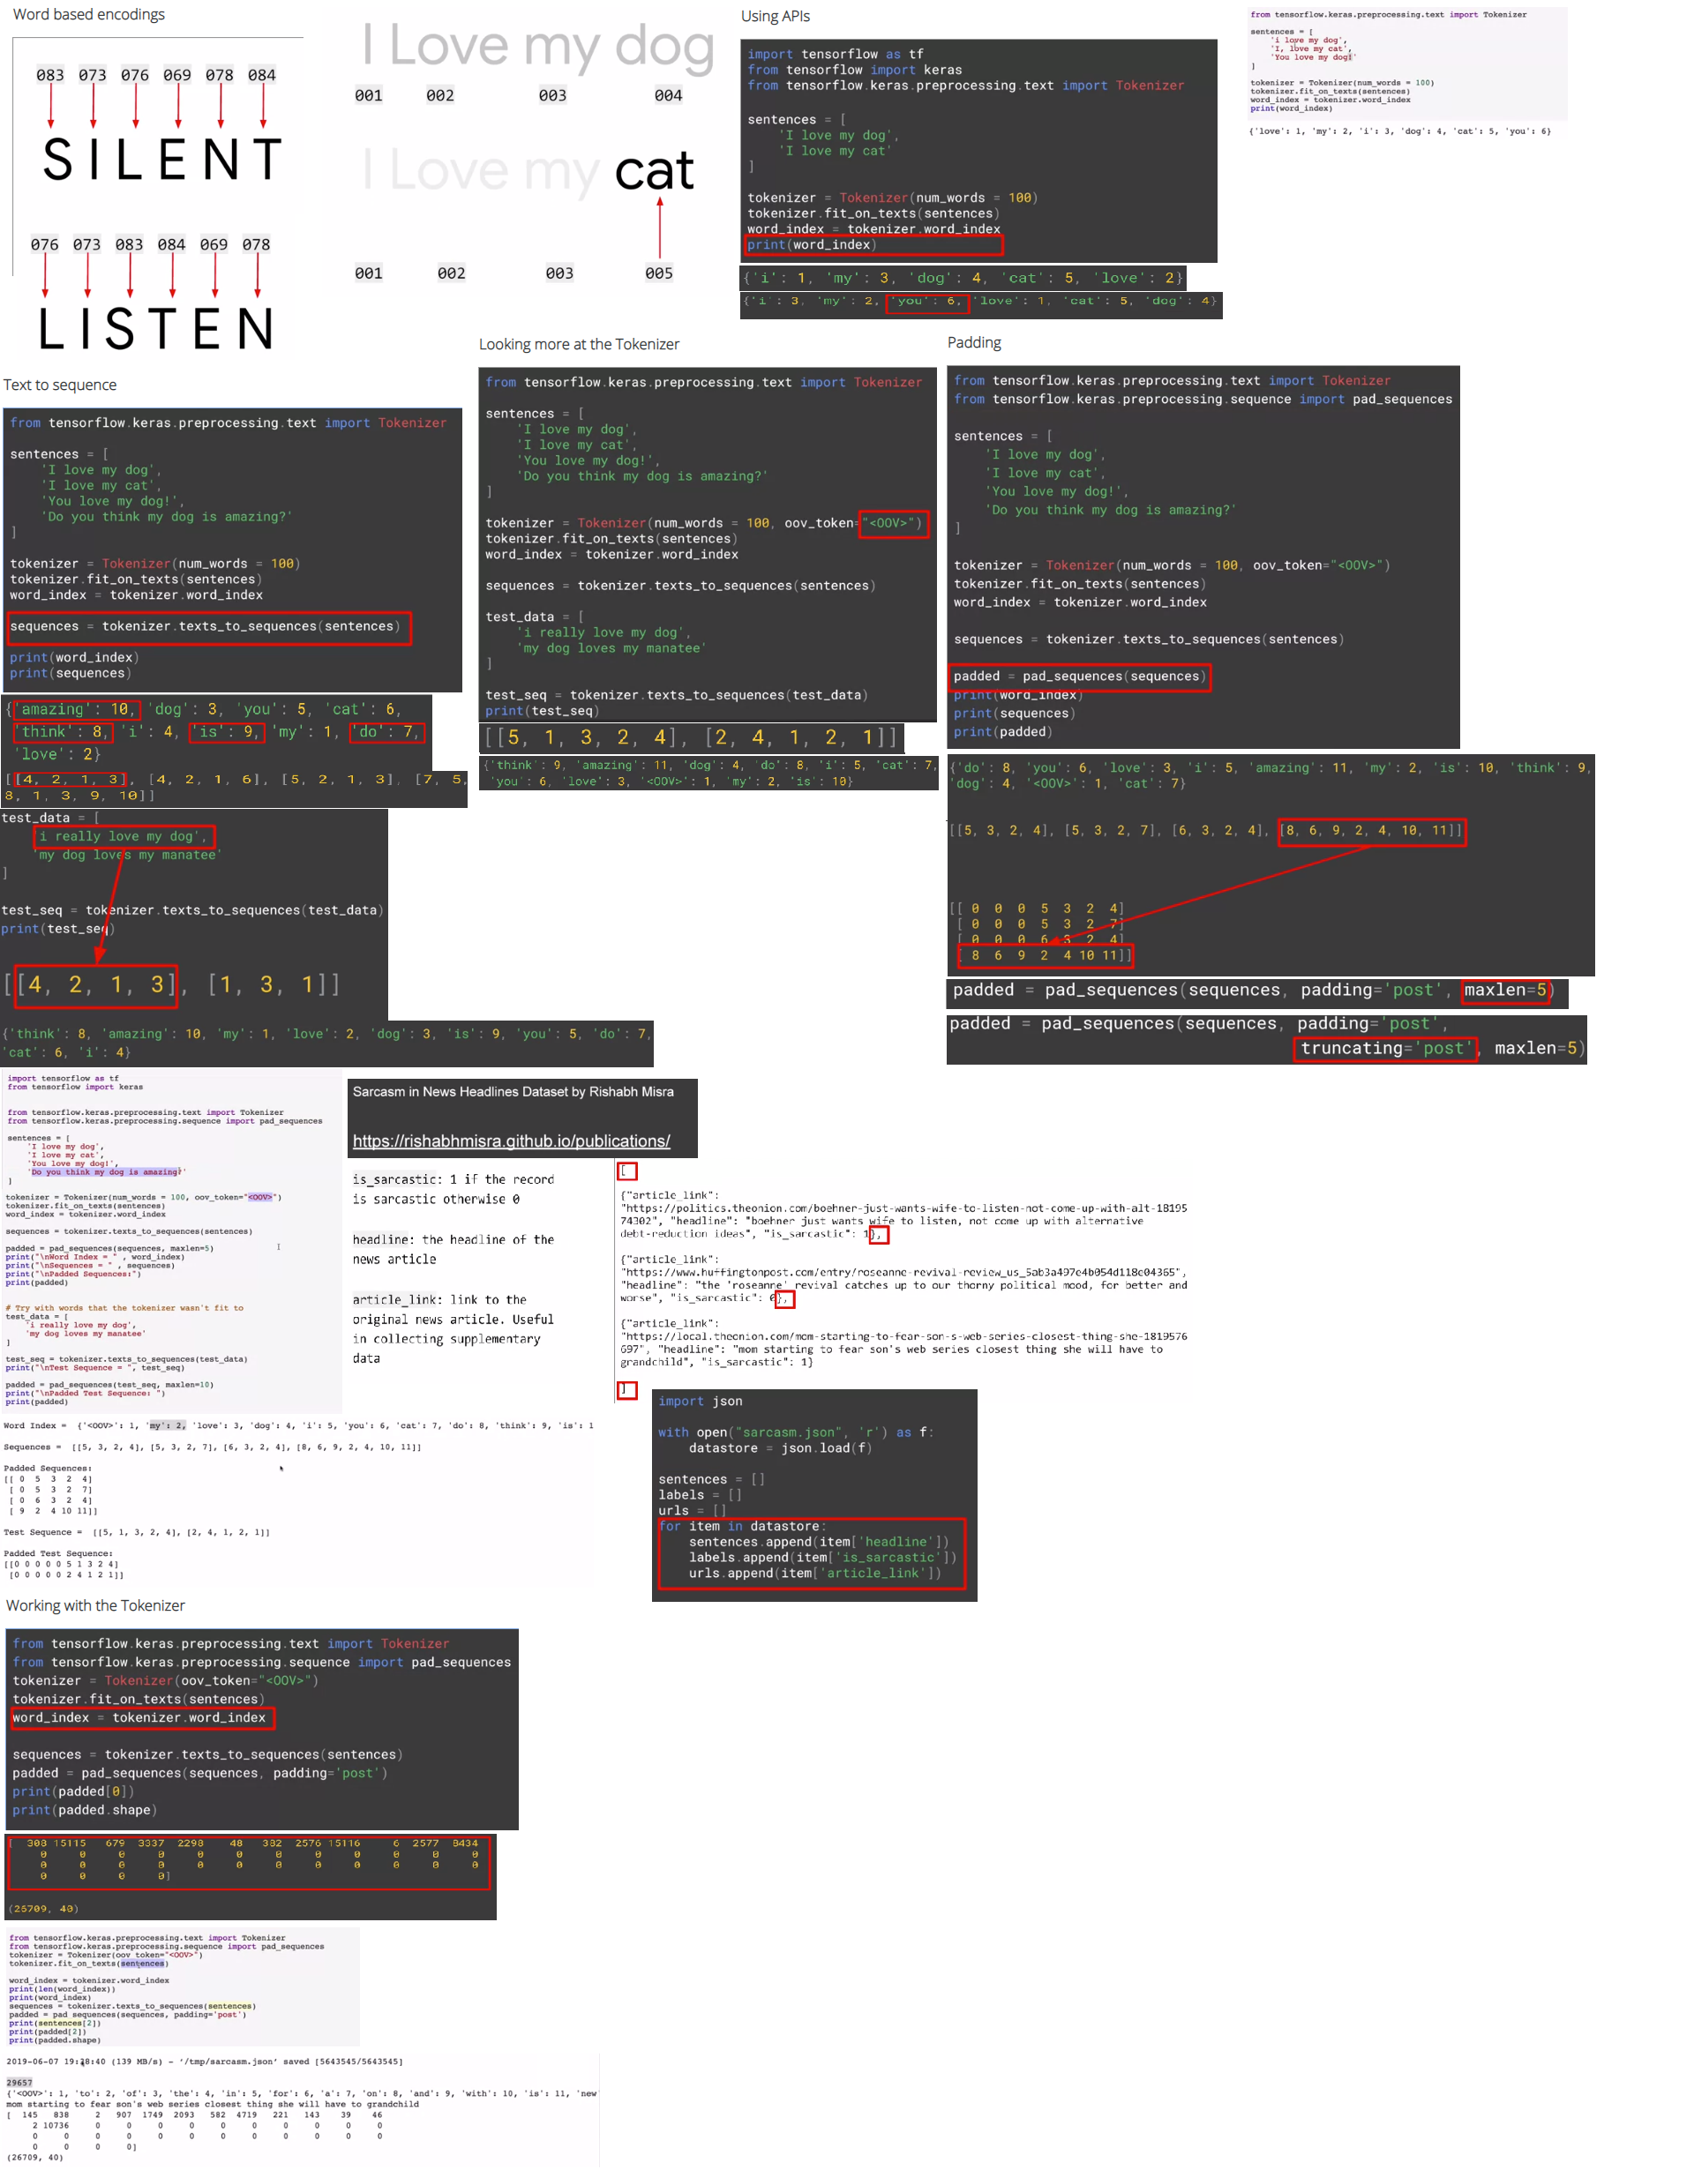 Word based encodings
083 073 076 069 078 084
SILENT
076 073 083 084 069 078
LISTEN
I Love my dog
001 002 003 004
I Love my cat
001 002 003 005
Using APIs
import tensorflow as tf
from tensorflow import keras
from tensorflow.keras.preprocessing.text import Tokenizer
sentences = [
'I love my dog',
'I love my cat'
]
tokenizer = Tokenizer(num_words = 100)
tokenizer.fit_on_texts(sentences)
word_index = tokenizer.word_index
print(word_index)
{'i': 1, 'my': 3, 'dog': 4, 'cat': 5, 'love': 2}
{'i': 3, 'my': 2, 'you': 6, 'love': 1, 'cat': 5, 'dog': 4}
from tensorflow.keras.preprocessing.text import Tokenizer
sentences = [
'i love my dog',
'I, love my cat',
'You love my dog!'
]
tokenizer = Tokenizer(num_words = 100)
tokenizer.fit_on_texts(sentences)
word_index = tokenizer.word_index
print(word_index)
{'love': 1, 'my': 2, 'i': 3, 'dog': 4, 'cat': 5, 'you': 6}
Text to sequence
from tensorflow.keras.preprocessing.text import Tokenizer
sentences = [
'I love my dog',
'I love my cat',
'You love my dog!',
'Do you think my dog is amazing?'
]
tokenizer = Tokenizer(num_words = 100)
tokenizer.fit_on_texts(sentences)
word_index = tokenizer.word_index
sequences = tokenizer.texts_to_sequences(sentences)
print(word_index)
print(sequences)
{'amazing': 10, 'dog': 3, 'you': 5, 'cat': 6,
'think': 8, 'i': 4, 'is': 9, 'my': 1, 'do': 7,
'love': 2}
[[4, 2, 1, 3], [4, 2, 1, 6], [5, 2, 1, 3], [7, 5,
8, 1, 3, 9, 10]]
test_data = [
'i really love my dog',
'my dog loves my manatee'
]
test_seq = tokenizer.texts_to_sequences(test_data)
print(test_seq)
[[4, 2, 1, 3], [1, 3, 1]]
{'think': 8, 'amazing': 10, 'my': 1, 'love': 2, 'dog': 3, 'is': 9, 'you': 5, 'do': 7,
'cat': 6, 'i': 4}
Looking more at the Tokenizer
from tensorflow.keras.preprocessing.text import Tokenizer
sentences = [
'I love my dog',
'I love my cat',
'You love my dog!',
'Do you think my dog is amazing?'
]
tokenizer = Tokenizer(num_words = 100, oov_token="<OOV>")
tokenizer.fit_on_texts(sentences)
word_index = tokenizer.word_index
sequences = tokenizer.texts_to_sequences(sentences)
test_data = [
'i really love my dog',
'my dog loves my manatee'
]
test_seq = tokenizer.texts_to_sequences(test_data)
print(test_seq)
[[5, 1, 3, 2, 4], [2, 4, 1, 2, 1]]
{'think': 9, 'amazing': 11, 'dog': 4, 'do': 8, 'i': 5, 'cat': 7,
'you': 6, 'love': 3, '<OOV>': 1, 'my': 2, 'is': 10}
Padding
from tensorflow.keras.preprocessing.text import Tokenizer
from tensorflow.keras.preprocessing.sequence import pad_sequences
sentences = [
'I love my dog',
'I love my cat',
'You love my dog!',
'Do you think my dog is amazing?'
]
tokenizer = Tokenizer(num_words = 100, oov_token="<OOV>")
tokenizer.fit_on_texts(sentences)
word_index = tokenizer.word_index
sequences = tokenizer.texts_to_sequences(sentences)
padded = pad_sequences(sequences)
print(word_index)
print(sequences)
print(padded)
{'do': 8, 'you': 6, 'love': 3, 'i': 5, 'amazing': 11, 'my': 2, 'is': 10, 'think': 9,
'dog': 4, '<OOV>': 1, 'cat': 7}
[[5, 3, 2, 4], [5, 3, 2, 7], [6, 3, 2, 4], [8, 6, 9, 2, 4, 10, 11]]
[[ 0 0 0 5 3 2 4]
[ 0 0 0 5 3 2 7]
[ 0 0 0 6 3 2 4]
[ 8 6 9 2 4 10 11]]
padded = pad_sequences(sequences, padding='post', maxlen=5)
padded = pad_sequences(sequences, padding='post',
truncating='post', maxlen=5)
import tensorflow as tf
from tensorflow import keras
from tensorflow.keras.preprocessing.text import Tokenizer
from tensorflow.keras.preprocessing.sequence import pad_sequences
sentences = [
'I love my dog',
'I love my cat',
'You love my dog!',
'Do you think my dog is amazing?'
]
tokenizer = Tokenizer(num_words = 100, oov_token="<OOV>")
tokenizer.fit_on_texts(sentences)
word_index = tokenizer.word_index
sequences = tokenizer.texts_to_sequences(sentences)
padded = pad_sequences(sequences, maxlen=5)
print("\nWord Index = " , word_index)
print("\nSequences = " , sequences)
print("\nPadded Sequences:")
print(padded)
# Try with words that the tokenizer wasn't fit to
test_data = [
'i really love my dog',
'my dog loves my manatee'
]
test_seq = tokenizer.texts_to_sequences(test_data)
print("\nTest Sequence = ", test_seq)
padded = pad_sequences(test_seq, maxlen=10)
print("\nPadded Test Sequence: ")
print(padded)
Word Index = {'<OOV>': 1, 'my': 2, 'love': 3, 'dog': 4, 'i': 5, 'you': 6, 'cat': 7, 'do': 8, 'think': 9, 'is': 1
Sequences = [[5, 3, 2, 4], [5, 3, 2, 7], [6, 3, 2, 4], [8, 6, 9, 2, 4, 10, 11]]
Padded Sequences:
[[ 0 5 3 2 4]
[ 0 5 3 2 7]
[ 0 6 3 2 4]
[ 9 2 4 10 11]]
Test Sequence = [[5, 1, 3, 2, 4], [2, 4, 1, 2, 1]]
Padded Test Sequence:
[[0 0 0 0 0 5 1 3 2 4]
[0 0 0 0 0 2 4 1 2 1]]
Sarcasm in News Headlines Dataset by Rishabh Misra
https://rishabhmisra.github.io/publications/
is_sarcastic: 1 if the record
is sarcastic otherwise 0
headline: the headline of the
news article
article_link: link to the
original news article. Useful
in collecting supplementary
data
[
{"article_link":
"https://politics.theonion.com/boehner-just-wants-wife-to-listen-not-come-up-with-alt-18195
74302", "headline": "boehner just wants wife to listen, not come up with alternative
debt-reduction ideas", "is_sarcastic": 1},
{"article_link":
"https://www.huffingtonpost.com/entry/roseanne-revival-review_us_5ab3a497e4b054d118e04365",
"headline": "the 'roseanne' revival catches up to our thorny political mood, for better and
worse", "is_sarcastic": 0},
{"article_link":
"https://local.theonion.com/mom-starting-to-fear-son-s-web-series-closest-thing-she-1819576
697", "headline": "mom starting to fear son's web series closest thing she will have to
grandchild", "is_sarcastic": 1}
]
import json
with open("sarcasm.json", 'r') as f:
datastore = json.load(f)
sentences = []
labels = []
urls = []
for item in datastore:
sentences.append(item['headline'])
labels.append(item['is_sarcastic'])
urls.append(item['article_link'])
Working with the Tokenizer
from tensorflow.keras.preprocessing.text import Tokenizer
from tensorflow.keras.preprocessing.sequence import pad_sequences
tokenizer = Tokenizer(oov_token="<OOV>")
tokenizer.fit_on_texts(sentences)
word_index = tokenizer.word_index
sequences = tokenizer.texts_to_sequences(sentences)
padded = pad_sequences(sequences, padding='post')
print(padded[0])
print(padded.shape)
[ 308 15115 679 3337 2298 48 382 2576 15116 6 2577 8434
0 0 0 0 0 0 0 0 0 0 0 0
0 0 0 0 0 0 0 0 0 0 0 0
0 0 0 0]
(26709, 40)
from tensorflow.keras.preprocessing.text import Tokenizer
from tensorflow.keras.preprocessing.sequence import pad_sequences
tokenizer = Tokenizer(oov_token="<OOV>")
tokenizer.fit_on_texts(sentences)
word_index = tokenizer.word_index
print(len(word_index))
print(word_index)
sequences = tokenizer.texts_to_sequences(sentences)
padded = pad_sequences(sequences, padding='post')
print(sentences[2])
print(padded[2])
print(padded.shape)
2019-06-07 19:28:40 (139 MB/s) - '/tmp/sarcasm.json' saved [5643545/5643545]
29657
{'<OOV>': 1, 'to': 2, 'of': 3, 'the': 4, 'in': 5, 'for': 6, 'a': 7, 'on': 8, 'and': 9, 'with': 10, 'is': 11, 'new
mom starting to fear son's web series closest thing she will have to grandchild
[ 145 838 2 907 1749 2093 582 4719 221 143 39 46
2 10736 0 0 0 0 0 0 0 0 0 0
0 0 0 0 0 0 0 0 0 0 0 0
0 0 0 0]
(26709, 40)